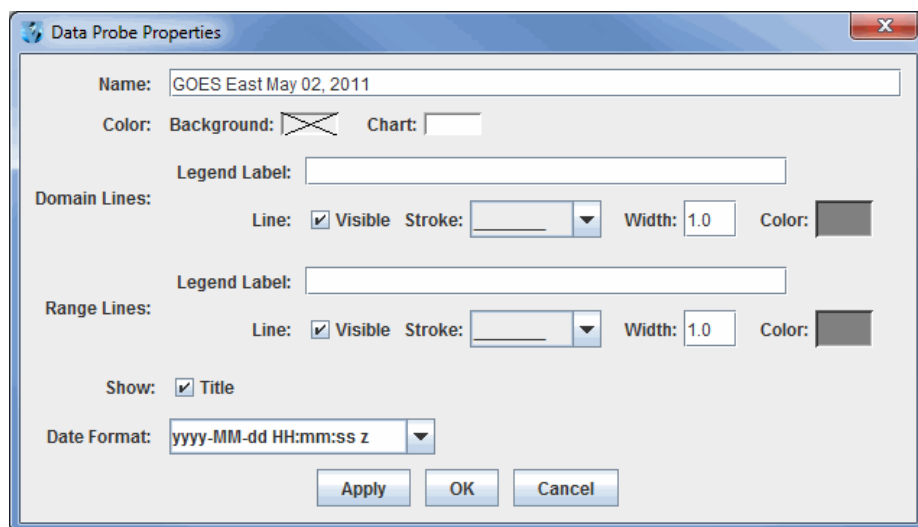 Data Probe Properties
Name: GOES East May 02, 2011
Color: Background: Chart:
Legend Label:
Domain Lines:
Line: Visible Stroke: Width: 1.0 Color:
Legend Label:
Range Lines:
Line: Visible Stroke: Width: 1.0 Color:
Show: Title
Date Format: yyyy-MM-dd HH:mm:ss z
Apply OK Cancel